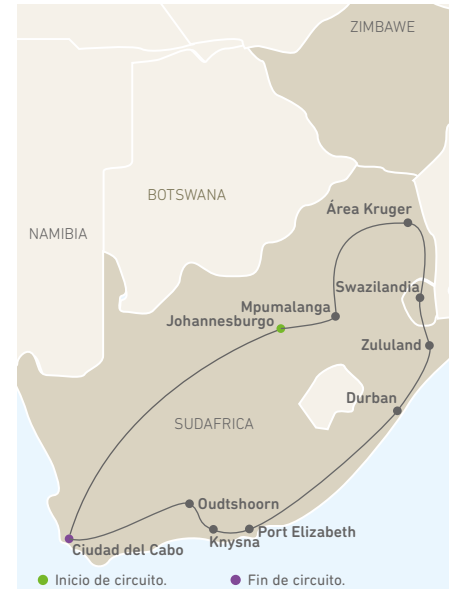 ZIMBAWE
BOTSWANA
NAMIBIA
Área Kruger
Swazilandia
Mpumalanga
Johannesburgo
Zululand
Durban
SUDAFRICA
Oudtshoorn
Port Elizabeth
Knysna
Ciudad del Cabo
Inicio de circuito.
Fin de circuito.